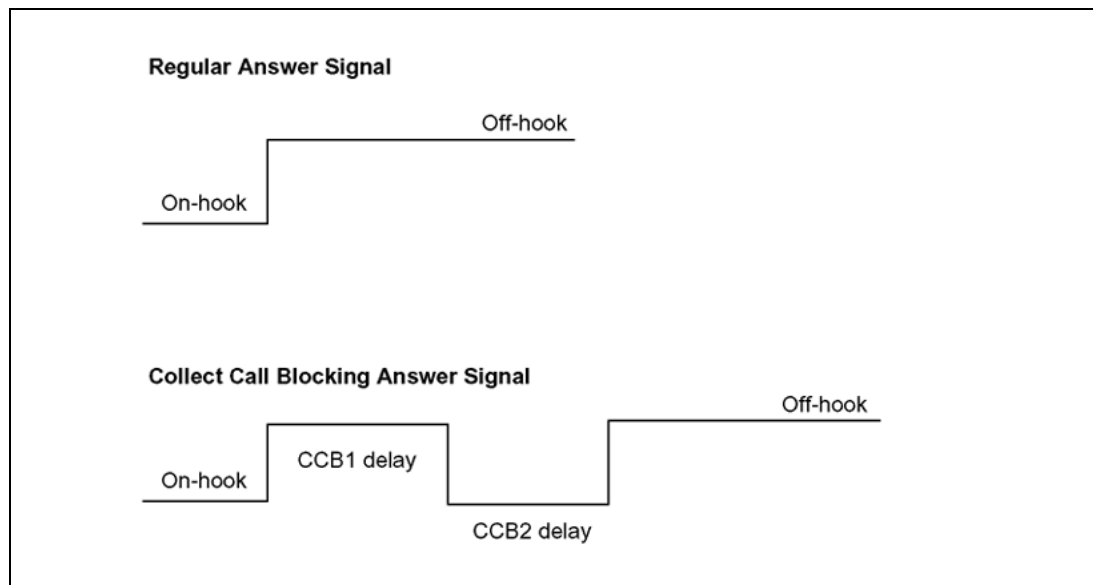 Regular Answer Signal
Off-hook
On-hook
Collect Call Blocking Answer Signal
Off-hook
CCB1 delay
On-hook
CCB2 delay